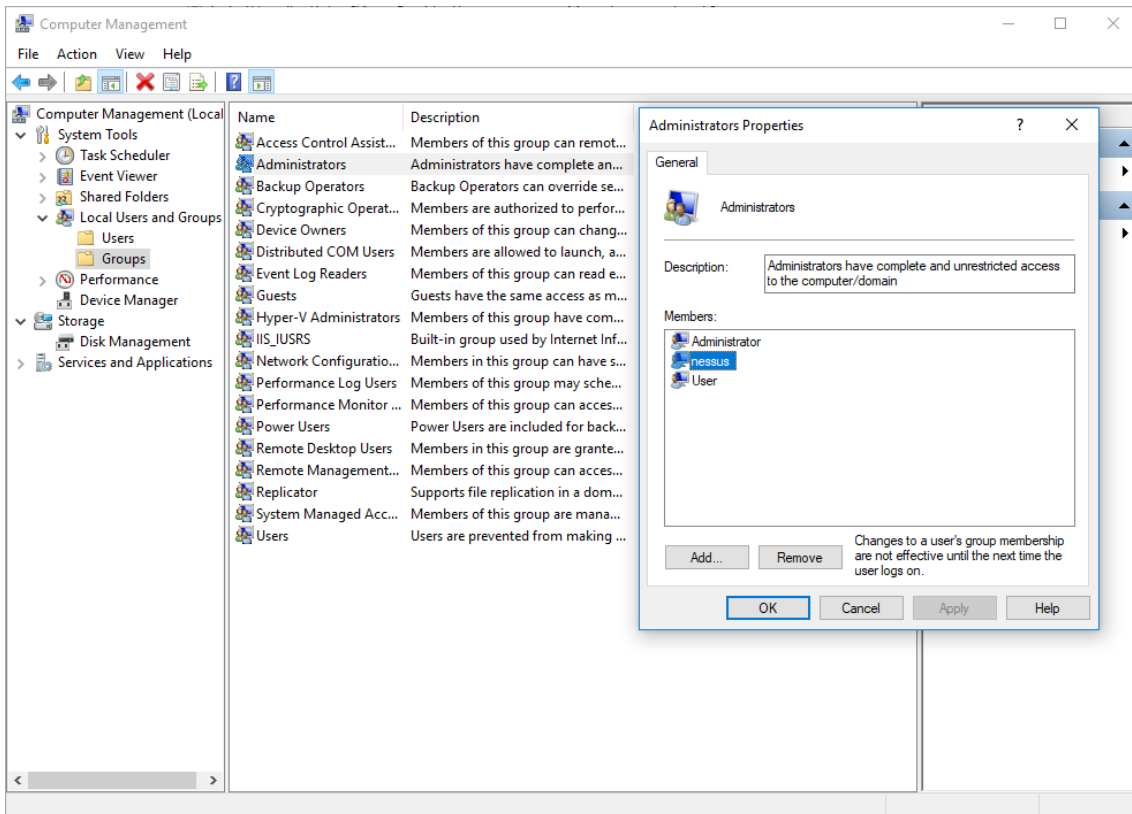 Computer Management
File Action View Help
Computer Management (Local
System Tools
Task Scheduler
Event Viewer
Shared Folders
Local Users and Groups
Users
Groups
Performance
Device Manager
Storage
Disk Management
Services and Applications
Name Description
Access Control Assist... Members of this group can remot...
Administrators Administrators have complete an...
Backup Operators Backup Operators can override se...
Cryptographic Operat... Members are authorized to perfor...
Device Owners Members of this group can chang...
Distributed COM Users Members are allowed to launch, a...
Event Log Readers Members of this group can read e...
Guests Guests have the same access as m...
Hyper-V Administrators Members of this group have com...
IIS_IUSRS Built-in group used by Internet Inf...
Network Configuratio... Members in this group can have s...
Performance Log Users Members of this group may sche...
Performance Monitor ... Members of this group can acces...
Power Users Power Users are included for back...
Remote Desktop Users Members in this group are grante...
Remote Management... Members of this group can acces...
Replicator Supports file replication in a dom...
System Managed Acc... Members of this group are mana...
Users Users are prevented from making ...
Administrators Properties ?
General
Administrators
Description: Administrators have complete and unrestricted access
to the computer/domain
Members:
Administrator
nessus
User
Add... Remove
Changes to a user's group membership
are not effective until the next time the
user logs on.
OK Cancel Apply Help